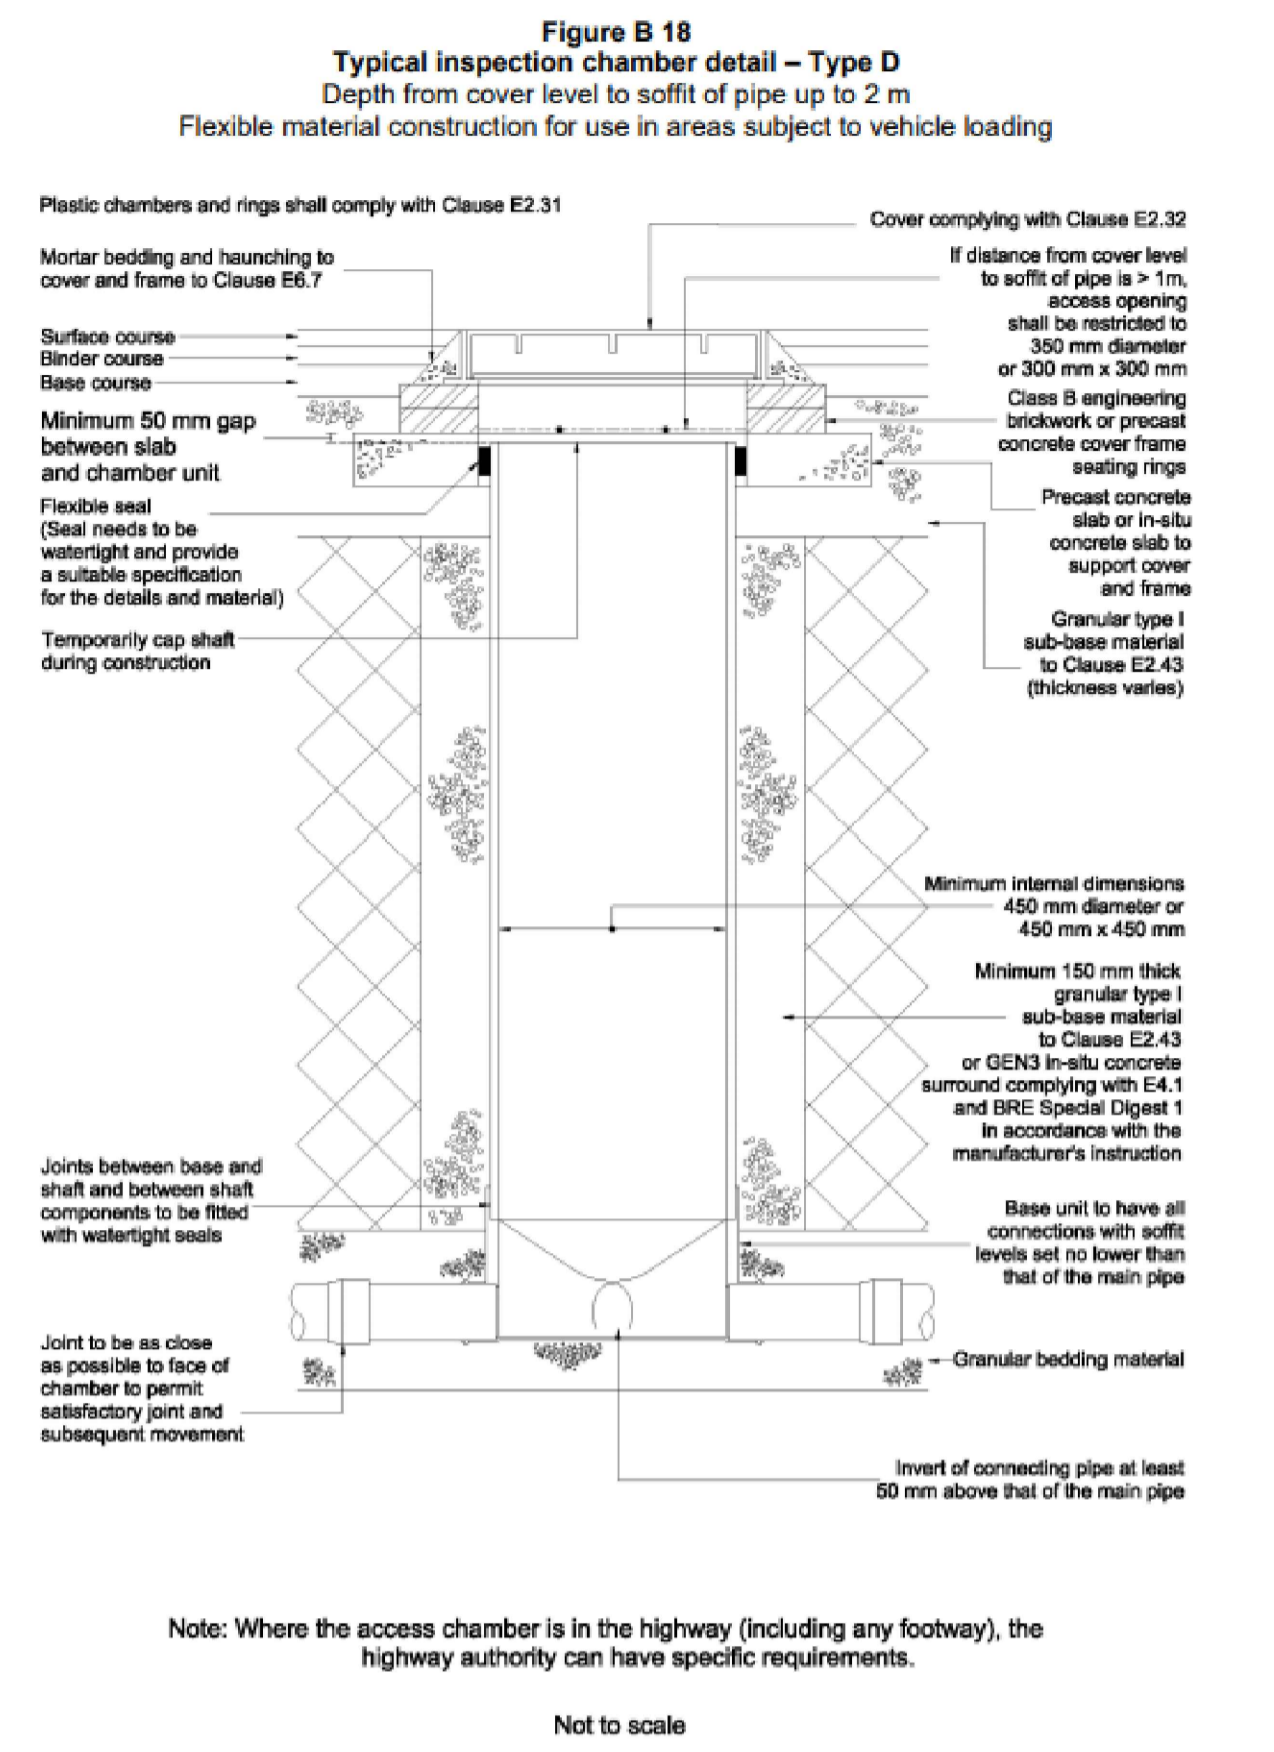 Figure B 18
Typical inspection chamber detail – Type D
Depth from cover level to soffit of pipe up to 2 m
Flexible material construction for use in areas subject to vehicle loading
Plastic chambers and rings shall comply with Clause E2.31
Cover complying with Clause E2.32
Mortar bedding and haunching to
cover and frame to Clause E6.7
If distance from cover level
to soffit of pipe is > 1m,
access opening
shall be restricted to
350 mm diameter
or 300 mm x 300 mm
Surface course
Binder course
Base course
Class B engineering
brickwork or precast
concrete cover frame
seating rings
Minimum 50 mm gap
between slab
and chamber unit
Precast concrete
slab or in-situ
concrete slab to
support cover
and frame
Flexible seal
(Seal needs to be
watertight and provide
a suitable specification
for the details and material)
Granular type I
sub-base material
to Clause E2.43
(thickness varies)
Temporarily cap shaft
during construction
Minimum internal dimensions
450 mm diameter or
450 mm x 450 mm
Minimum 150 mm thick
granular type I
sub-base material
to Clause E2.43
or GEN3 in-situ concrete
surround complying with E4.1
and BRE Special Digest 1
in accordance with the
manufacturer's instruction
Joints between base and
shaft and between shaft
components to be fitted
with watertight seals
Base unit to have all
connections with soffit
levels set no lower than
that of the main pipe
Joint to be as close
as possible to face of
chamber to permit
satisfactory joint and
subsequent movement
Granular bedding material
Invert of connecting pipe at least
50 mm above that of the main pipe
Note: Where the access chamber is in the highway (including any footway), the
highway authority can have specific requirements.
Not to scale